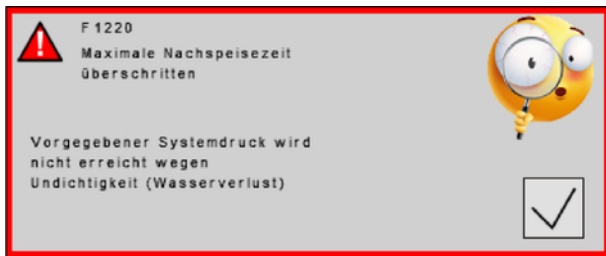 F 1220
Maximale Nachspeisezeit
überschritten
Vorgegebener Systemdruck wird
nicht erreicht wegen
Undichtigkeit (Wasserverlust)